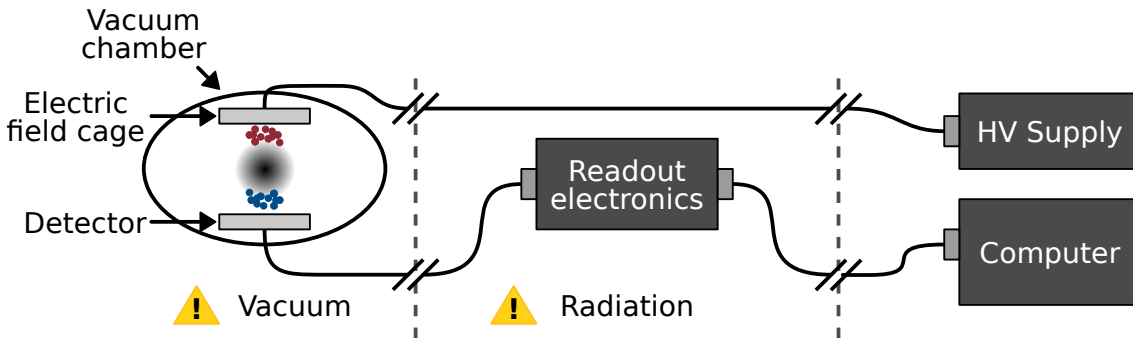 Vacuum
chamber
Electric
field cage
Detector
Readout
electronics
HV Supply
Computer
! Vacuum
! Radiation